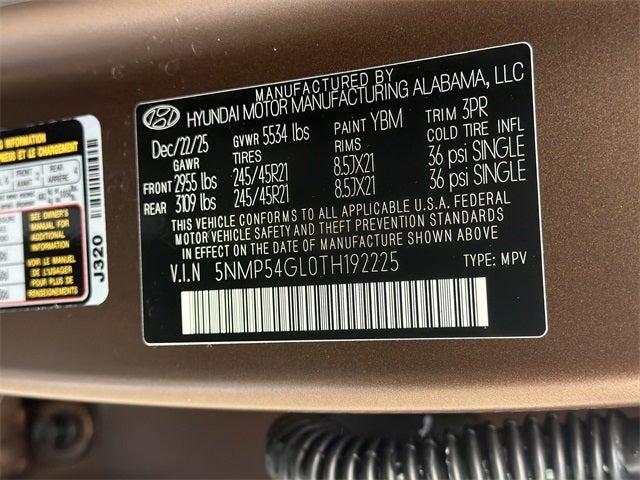 MANUFACTURED BY
HYUNDAI MOTOR MANUFACTURING ALABAMA, LLC
Dec/22/25 GVWR 5534 lbs PAINT YBM TRIM 3PR
GAWR TIRES RIMS COLD TIRE INFL
FRONT 2955 lbs 245/45R21 8.5JX21 36 psi SINGLE
REAR 3109 lbs 245/45R21 8.5JX21 36 psi SINGLE
THIS VEHICLE CONFORMS TO ALL APPLICABLE U.S.A. FEDERAL
MOTOR VEHICLE SAFETY AND THEFT PREVENTION STANDARDS
IN EFFECT ON THE DATE OF MANUFACTURE SHOWN ABOVE
V.I.N 5NMP54GL0TH192225 TYPE: MPV
INFORMATION
ET LE CHARGEMENT
SEE OWNER'S
MANUAL FOR
ADDITIONAL
INFORMATION
J320